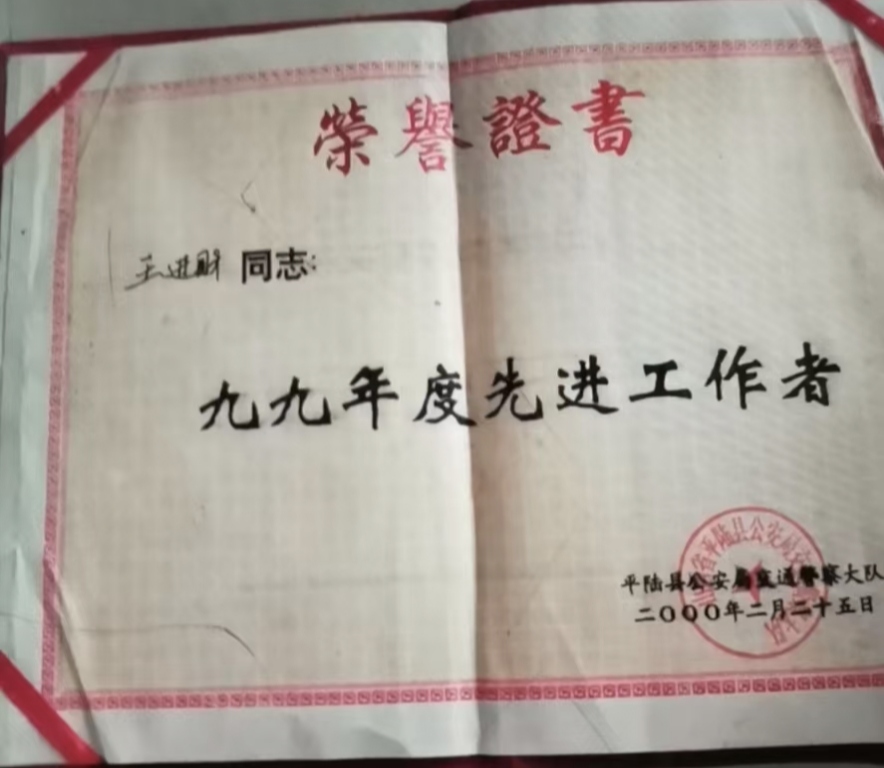 榮譽證書
王进财 同志:
九九年度先进工作者
平陆县公安局交通警察大队
二〇〇〇年二月二十五日